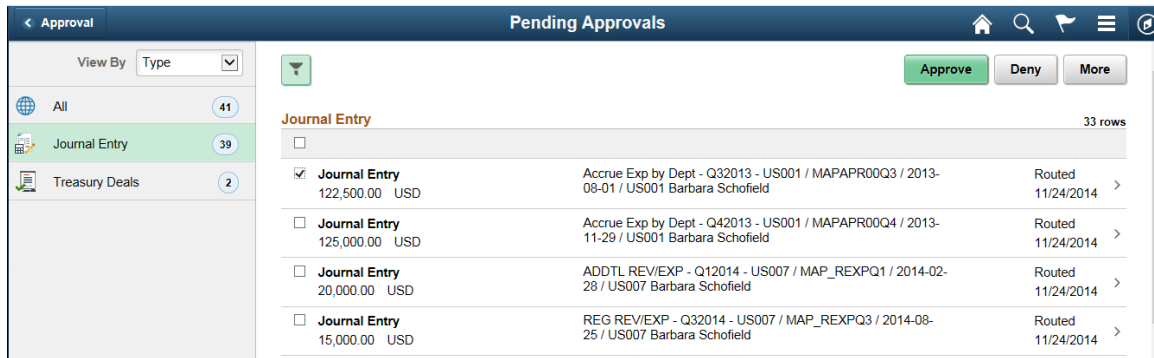 Approval
Pending Approvals
View By Type
All 41
Journal Entry 39
Treasury Deals 2
Approve Deny More
Journal Entry 33 rows
Journal Entry Accrue Exp by Dept - Q32013 - US001 / MAPAPR00Q3 / 2013- Routed
122,500.00 USD 08-01 / US001 Barbara Schofield 11/24/2014
Journal Entry Accrue Exp by Dept - Q42013 - US001 / MAPAPR00Q4 / 2013- Routed
125,000.00 USD 11-29 / US001 Barbara Schofield 11/24/2014
Journal Entry ADDTL REV/EXP - Q12014 - US007 / MAP_REXPQ1 / 2014-02- Routed
20,000.00 USD 28 / US007 Barbara Schofield 11/24/2014
Journal Entry REG REV/EXP - Q32014 - US007 / MAP_REXPQ3 / 2014-08- Routed
15,000.00 USD 25 / US007 Barbara Schofield 11/24/2014